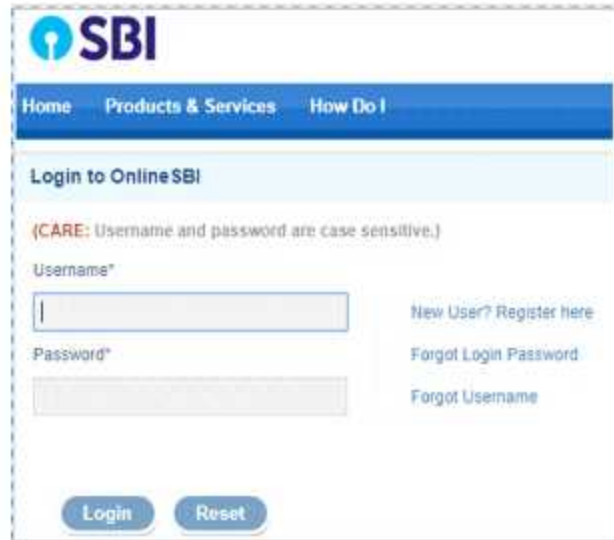 SBI
Home Products & Services How Do I
Login to OnlineSBI
(CARE: Username and password are case sensitive.)
Username*
New User? Register here
Password*
Forgot Login Password
Forgot Username
Login Reset